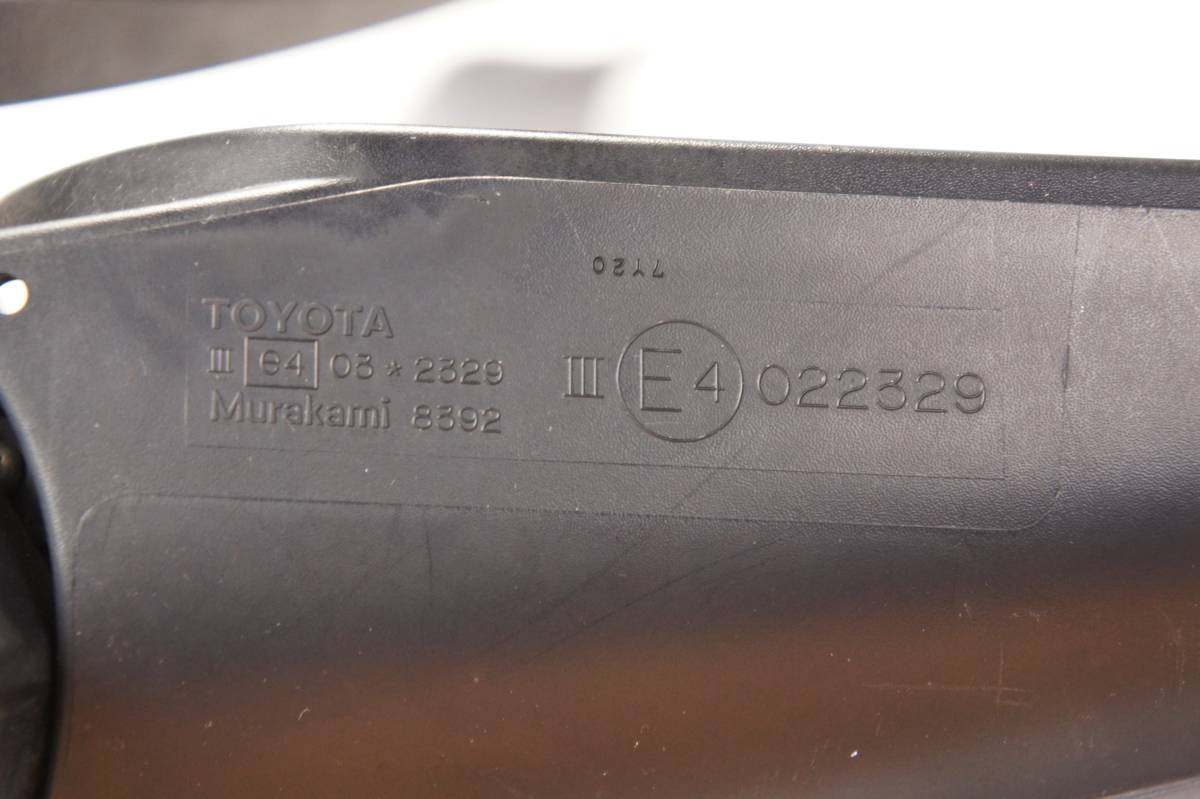 7Y20
TOYOTA
III e4 03*2329
Murakami 8392
III E4 022329